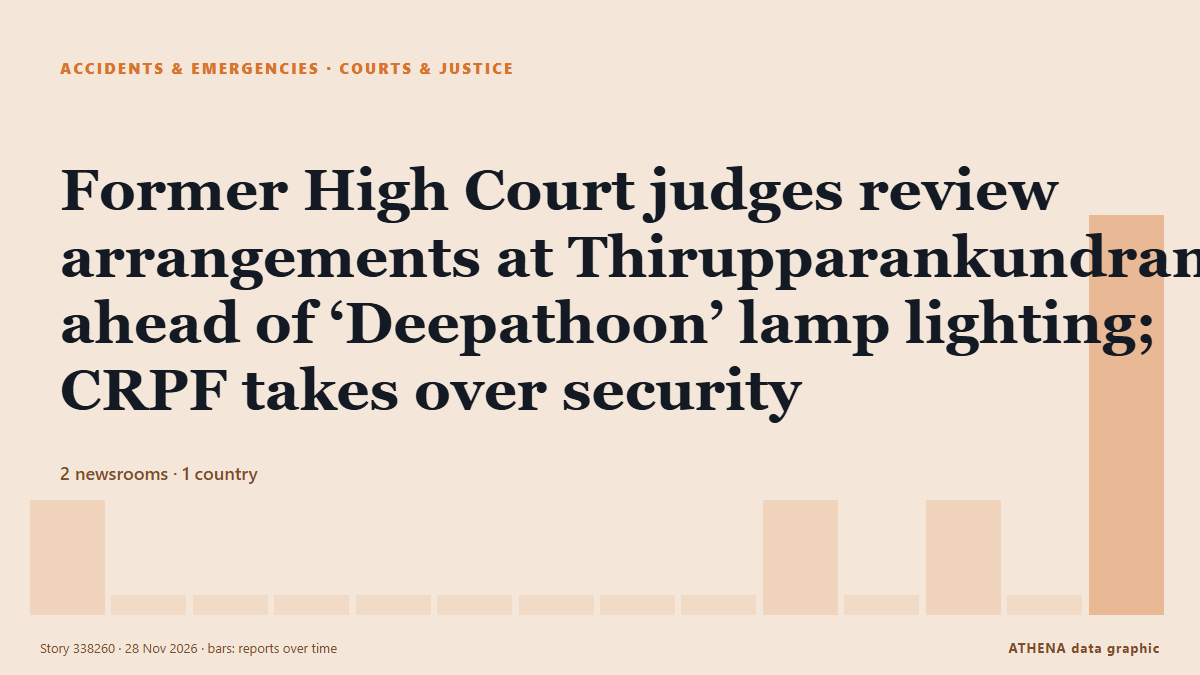 ACCIDENTS & EMERGENCIES · COURTS & JUSTICE
Former High Court judges review
arrangements at Thirupparankundram
ahead of ‘Deepathoon’ lamp lighting;
CRPF takes over security
2 newsrooms · 1 country
Story 338260 · 28 Nov 2026 · bars: reports over time
ATHENA data graphic